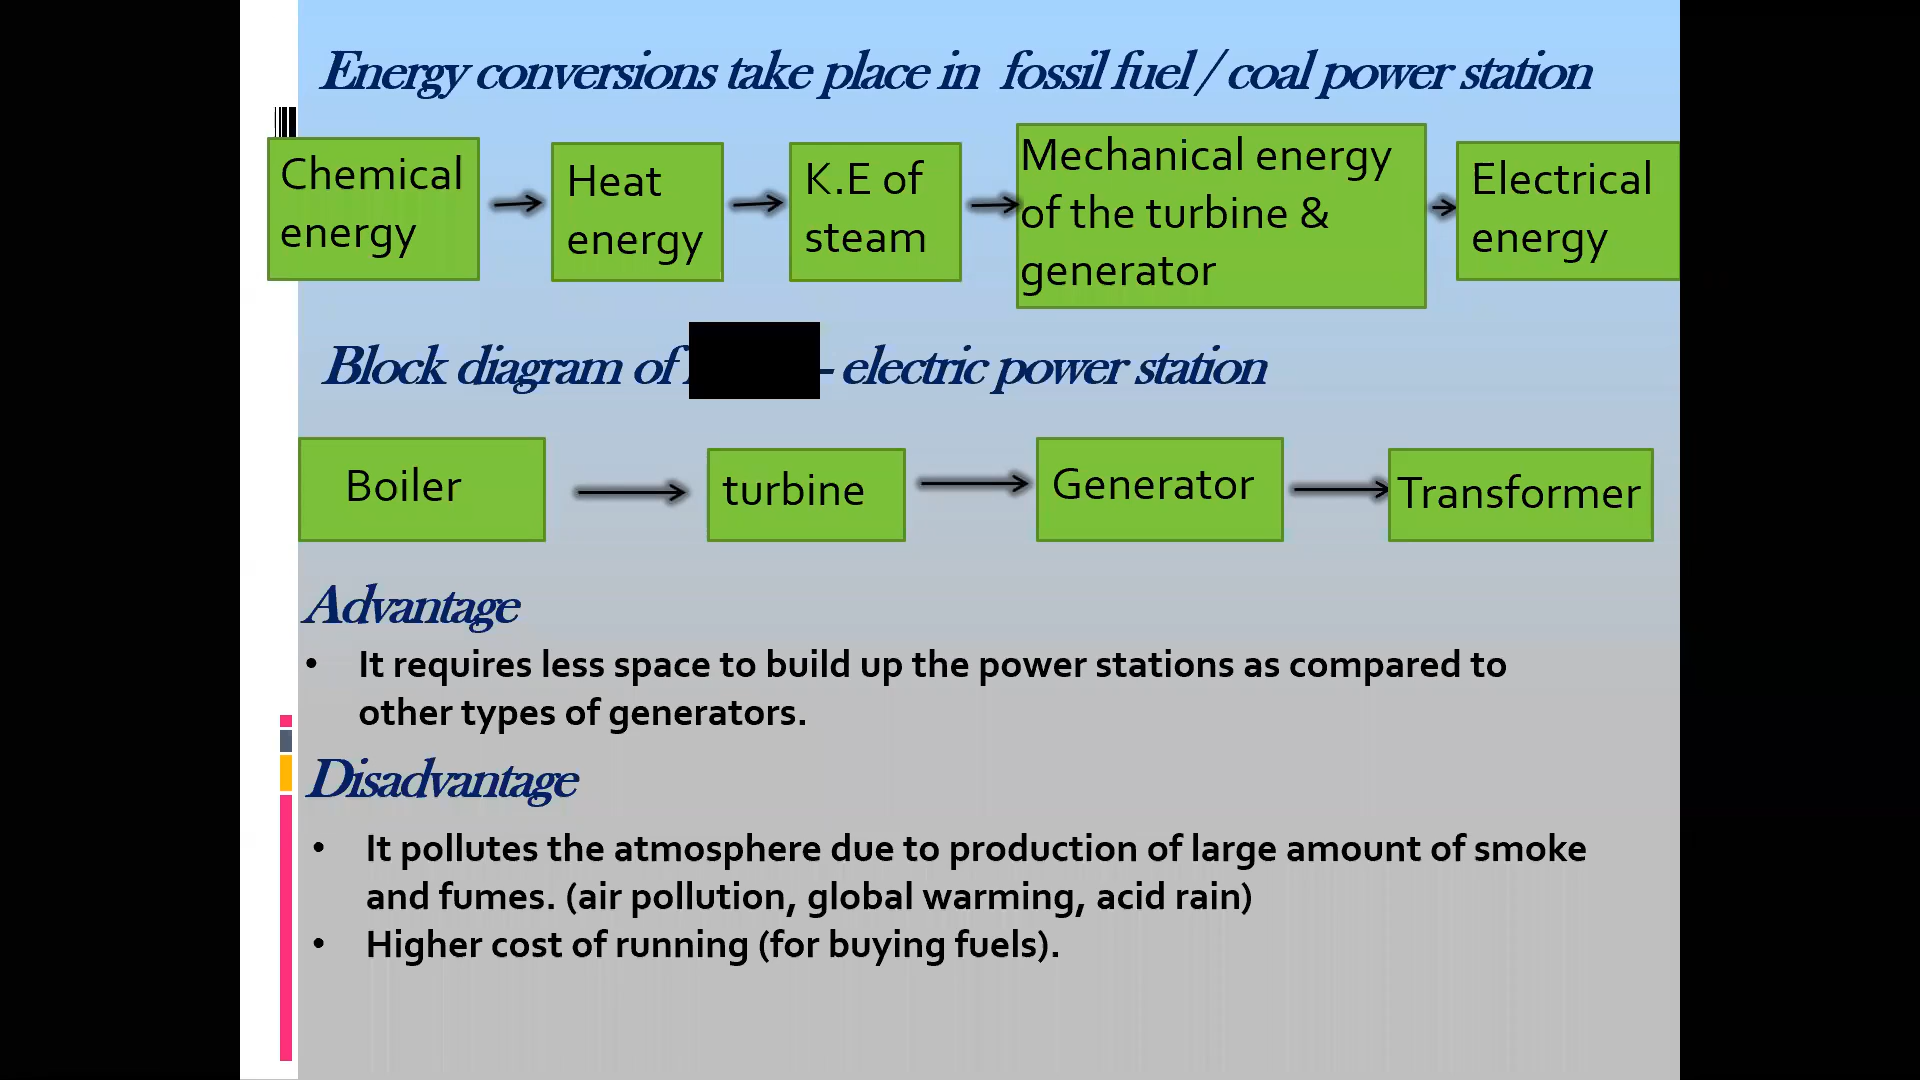 Energy conversions take place in fossil fuel / coal power station
Chemical
energy
Heat
energy
K.E of
steam
Mechanical energy
of the turbine &
generator
Electrical
energy
Block diagram of - electric power station
Boiler
turbine
Generator
Transformer
Advantage
• It requires less space to build up the power stations as compared to
other types of generators.
Disadvantage
• It pollutes the atmosphere due to production of large amount of smoke
and fumes. (air pollution, global warming, acid rain)
• Higher cost of running (for buying fuels).